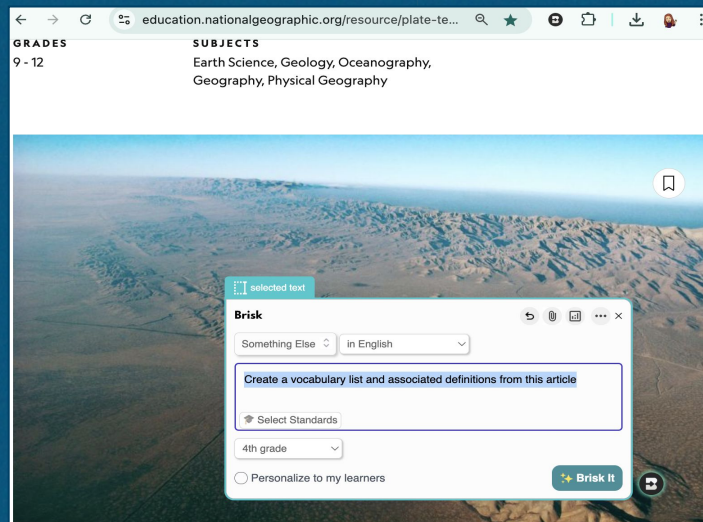 education.nationalgeographic.org/resource/plate-te...
GRADES
9 - 12
SUBJECTS
Earth Science, Geology, Oceanography,
Geography, Physical Geography
selected text
Brisk
Something Else
in English
Create a vocabulary list and associated definitions from this article
Select Standards
4th grade
Personalize to my learners
Brisk It